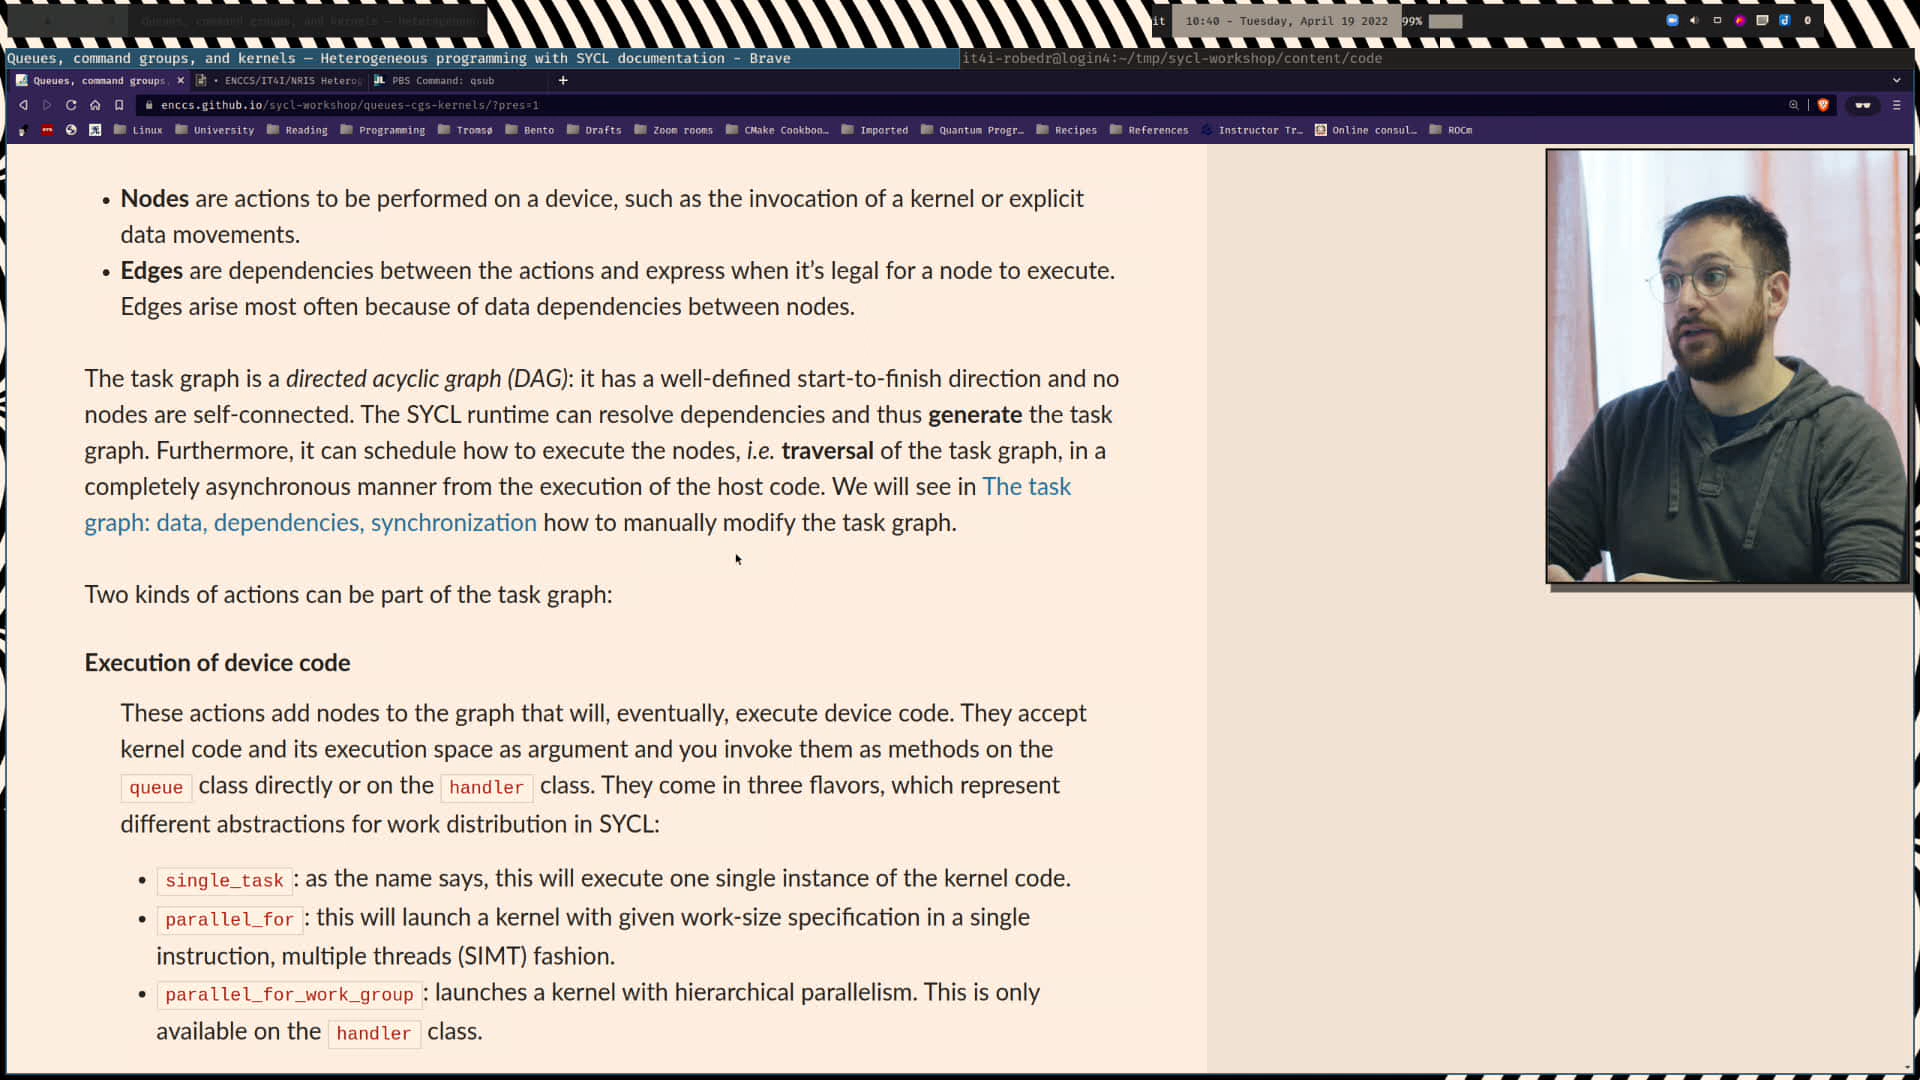 it 10:40 - Tuesday, April 19 2022 99%
Queues, command groups, and kernels — Heterogeneous programming with SYCL documentation - Brave
it4i-robedr@login4:~/tmp/sycl-workshop/content/code
Queues, command groups,
• ENCCS/IT4I/NRIS Heterog
PBS Command: qsub
enccs.github.io/sycl-workshop/queues-cgs-kernels/?pres=1
Linux University Reading Programming Tromsø Bento Drafts Zoom rooms CMake Cookboo… Imported Quantum Progr… Recipes References Instructor Tr… Online consul… ROCm
• Nodes are actions to be performed on a device, such as the invocation of a kernel or explicit
data movements.
• Edges are dependencies between the actions and express when it's legal for a node to execute.
Edges arise most often because of data dependencies between nodes.
The task graph is a directed acyclic graph (DAG): it has a well-defined start-to-finish direction and no
nodes are self-connected. The SYCL runtime can resolve dependencies and thus generate the task
graph. Furthermore, it can schedule how to execute the nodes, i.e. traversal of the task graph, in a
completely asynchronous manner from the execution of the host code. We will see in The task
graph: data, dependencies, synchronization how to manually modify the task graph.
Two kinds of actions can be part of the task graph:
Execution of device code
These actions add nodes to the graph that will, eventually, execute device code. They accept
kernel code and its execution space as argument and you invoke them as methods on the
queue class directly or on the handler class. They come in three flavors, which represent
different abstractions for work distribution in SYCL:
• single_task : as the name says, this will execute one single instance of the kernel code.
• parallel_for : this will launch a kernel with given work-size specification in a single
instruction, multiple threads (SIMT) fashion.
• parallel_for_work_group : launches a kernel with hierarchical parallelism. This is only
available on the handler class.